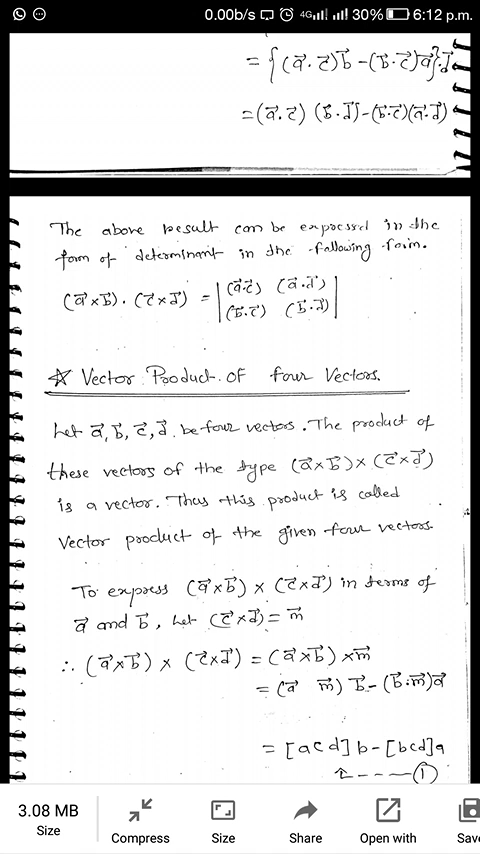 0.00b/s 4G 30% 6:12 p.m.
= {(a⃗ . c⃗) b⃗ - (b⃗ . c⃗) a⃗} . d⃗
= (a⃗ . c⃗) (b⃗ . d⃗) - (b⃗ . c⃗) (a⃗ . d⃗)
The above result can be expressed in the
form of determinant in the following form.
(a⃗ × b⃗) . (c⃗ × d⃗) = | (a⃗ . c⃗) (a⃗ . d⃗) |
| (b⃗ . c⃗) (b⃗ . d⃗) |
☆ Vector Product of four Vectors.
Let a⃗, b⃗, c⃗, d⃗ be four vectors. The product of
these vectors of the type (a⃗ × b⃗) × (c⃗ × d⃗)
is a vector. Thus this product is called
Vector product of the given four vectors
To express (a⃗ × b⃗) × (c⃗ × d⃗) in terms of
a⃗ and b⃗, Let (c⃗ × d⃗) = m⃗
∴ (a⃗ × b⃗) × (c⃗ × d⃗) = (a⃗ × b⃗) × m⃗
= (a⃗ m⃗) b⃗ - (b⃗ . m⃗) a⃗
= [a c d] b - [b c d] a
↑ - - - - ①
3.08 MB
Size
Compress
Size
Share
Open with
Save